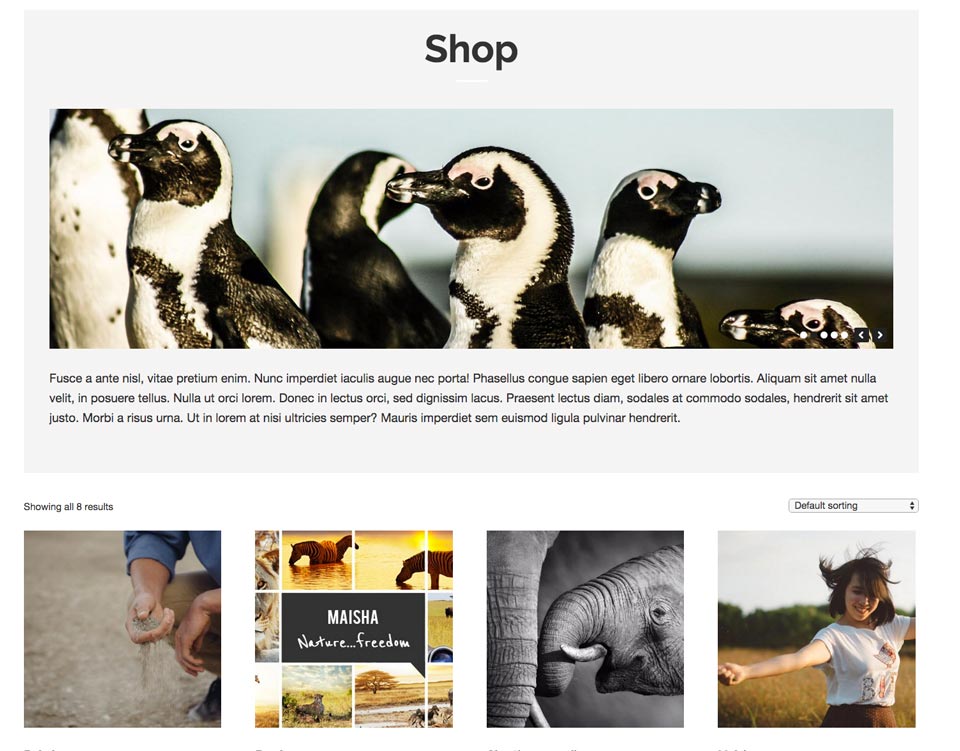 Shop
Fusce a ante nisl, vitae pretium enim. Nunc imperdiet iaculis augue nec porta! Phasellus congue sapien eget libero ornare lobortis. Aliquam sit amet nulla
velit, in posuere tellus. Nulla ut orci lorem. Donec in lectus orci, sed dignissim lacus. Praesent lectus diam, sodales at commodo sodales, hendrerit sit amet
justo. Morbi a risus urna. Ut in lorem at nisi ultricies semper? Mauris imperdiet sem euismod ligula pulvinar hendrerit.
Showing all 8 results
Default sorting
MAISHA
Nature...freedom